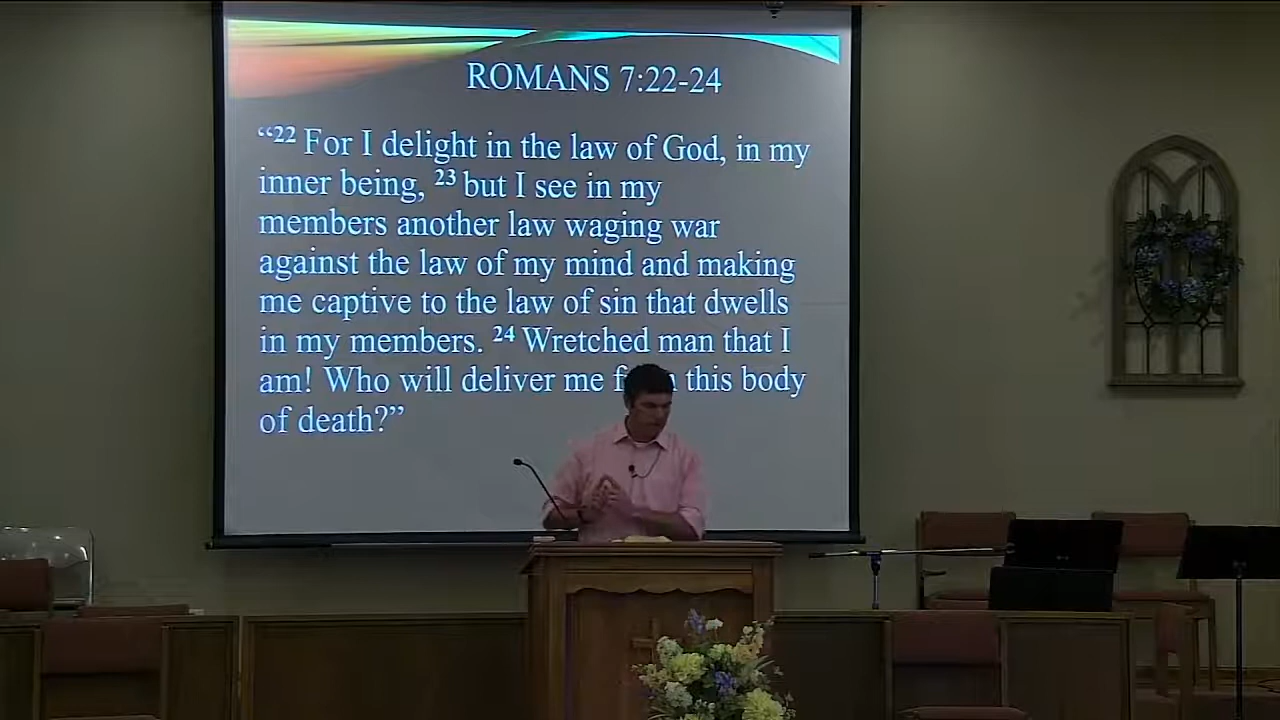 ROMANS 7:22-24
“22 For I delight in the law of God, in my
inner being, 23 but I see in my
members another law waging war
against the law of my mind and making
me captive to the law of sin that dwells
in my members. 24 Wretched man that I
am! Who will deliver me this body
of death?”